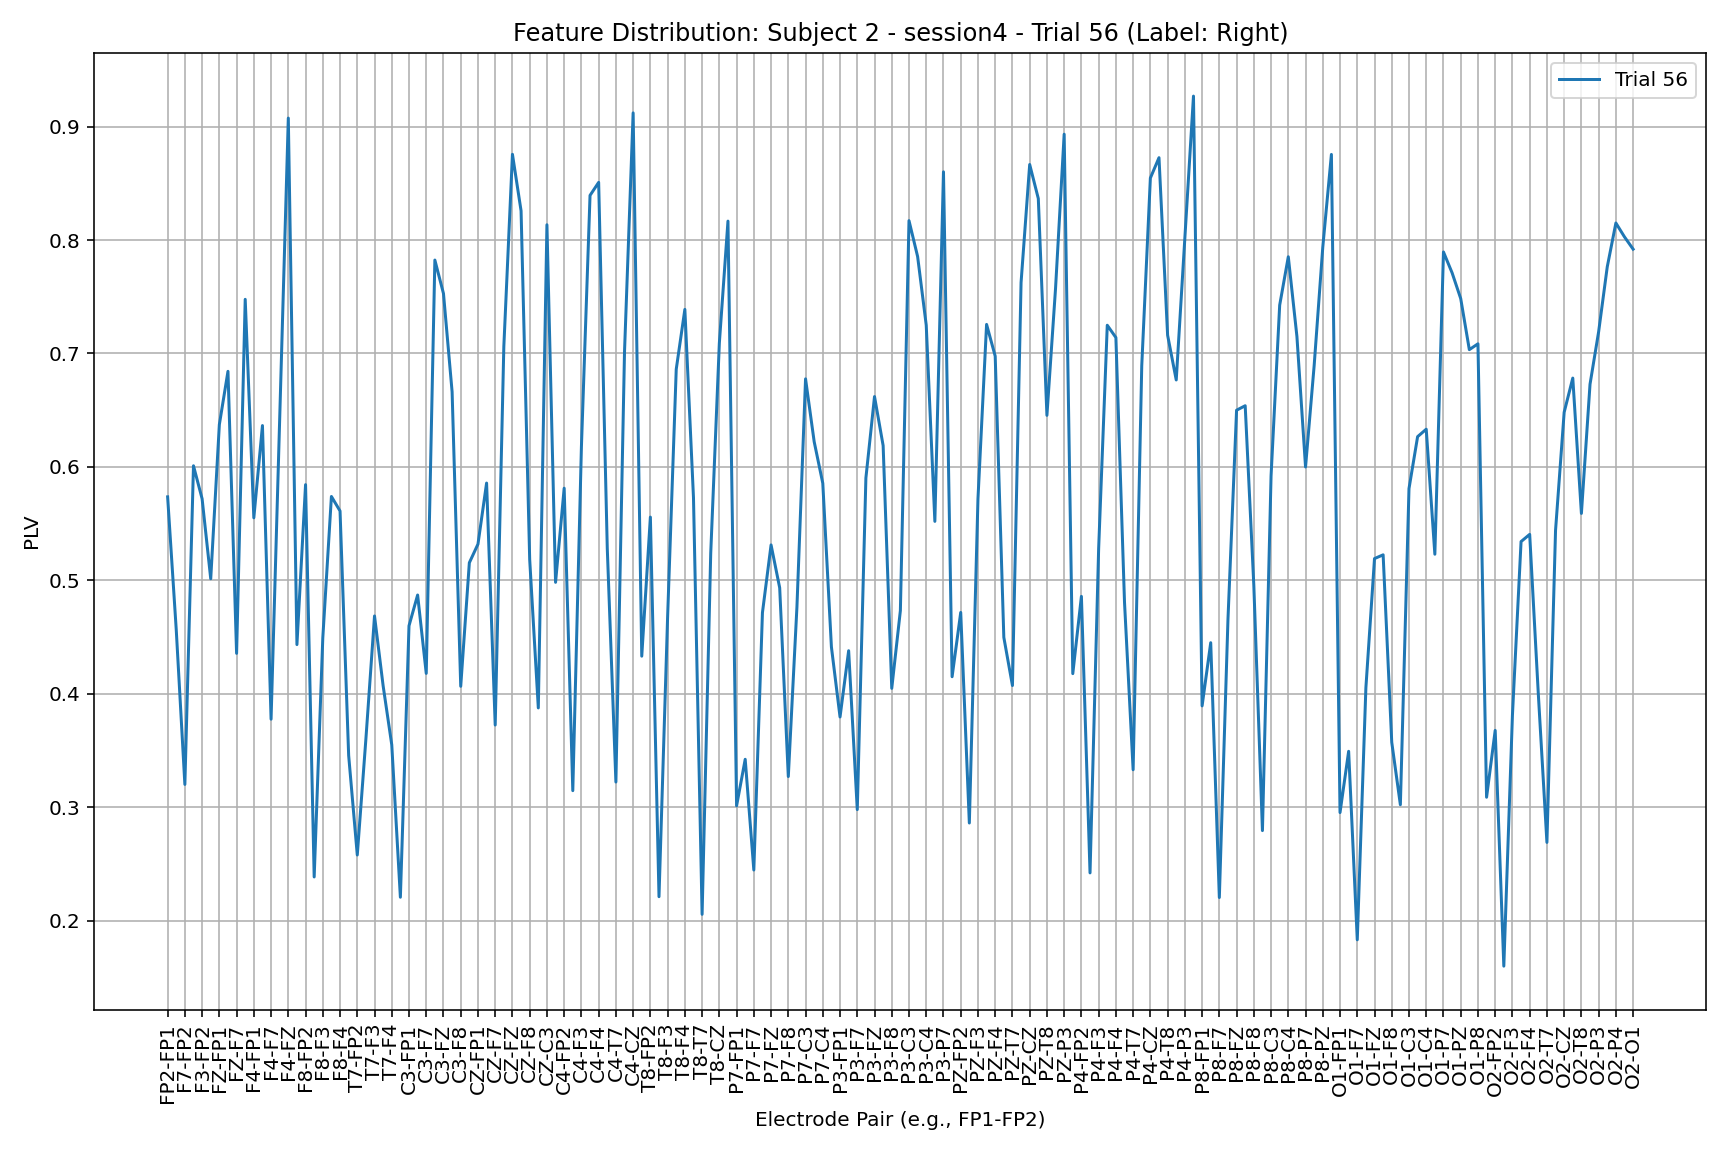 Feature Distribution: Subject 2 - session4 - Trial 56 (Label: Right)
Trial 56
0.9
0.8
0.7
0.6
0.5
0.4
0.3
0.2
PLV
FP2-FP1
F7-FP2
F3-FP2
FZ-FP1
FZ-F7
F4-FP1
F4-F7
F4-FZ
F8-FP2
F8-F3
F8-F4
T7-FP2
T7-F3
T7-F4
C3-FP1
C3-F7
C3-FZ
C3-F8
CZ-FP1
CZ-F7
CZ-FZ
CZ-F8
CZ-C3
C4-FP2
C4-F3
C4-F4
C4-T7
C4-CZ
T8-FP2
T8-F3
T8-F4
T8-T7
T8-CZ
P7-FP1
P7-F7
P7-FZ
P7-F8
P7-C3
P7-C4
P3-FP1
P3-F7
P3-FZ
P3-F8
P3-C3
P3-C4
P3-P7
PZ-FP2
PZ-F3
PZ-F4
PZ-T7
PZ-CZ
PZ-T8
PZ-P3
P4-FP2
P4-F3
P4-F4
P4-T7
P4-CZ
P4-T8
P4-P3
P8-FP1
P8-F7
P8-FZ
P8-F8
P8-C3
P8-C4
P8-P7
P8-PZ
O1-FP1
O1-F7
O1-FZ
O1-F8
O1-C3
O1-C4
O1-P7
O1-PZ
O1-P8
O2-FP2
O2-F3
O2-F4
O2-T7
O2-CZ
O2-T8
O2-P3
O2-P4
O2-O1
Electrode Pair (e.g., FP1-FP2)